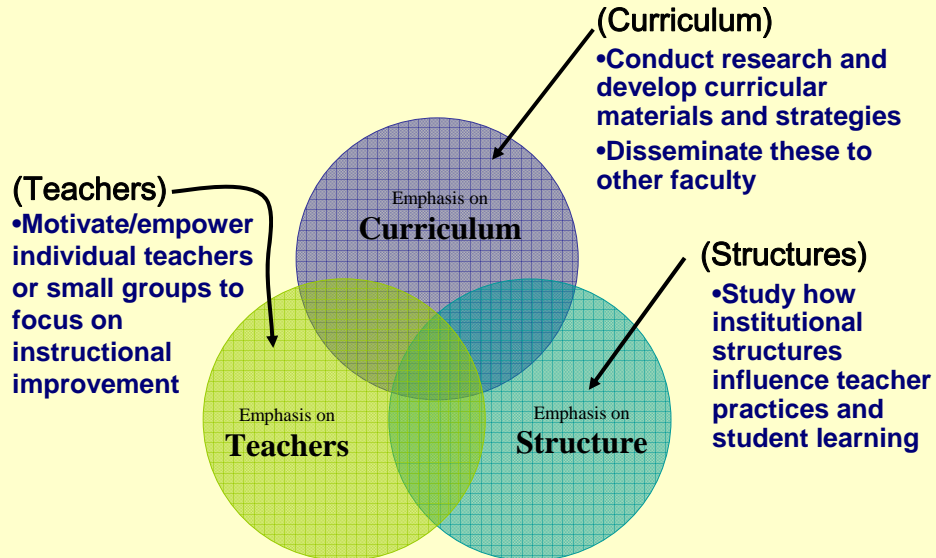 (Curriculum)
•Conduct research and
develop curricular
materials and strategies
•Disseminate these to
other faculty
(Teachers)
•Motivate/empower
individual teachers
or small groups to
focus on
instructional
improvement
Emphasis on
Curriculum
(Structures)
•Study how
institutional
structures
influence teacher
practices and
student learning
Emphasis on
Teachers
Emphasis on
Structure